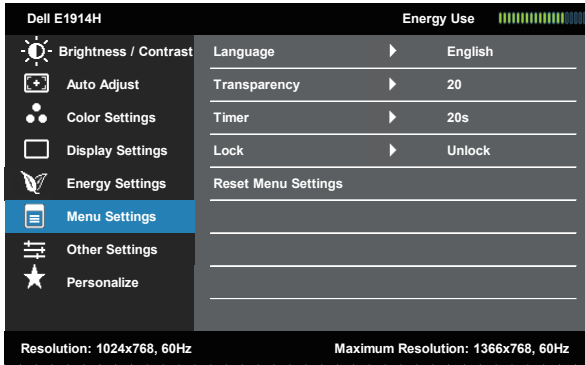 Dell E1914H Energy Use
Brightness / Contrast Language English
Auto Adjust Transparency 20
Color Settings Timer 20s
Display Settings Lock Unlock
Energy Settings Reset Menu Settings
Menu Settings
Other Settings
Personalize
Resolution: 1024x768, 60Hz Maximum Resolution: 1366x768, 60Hz